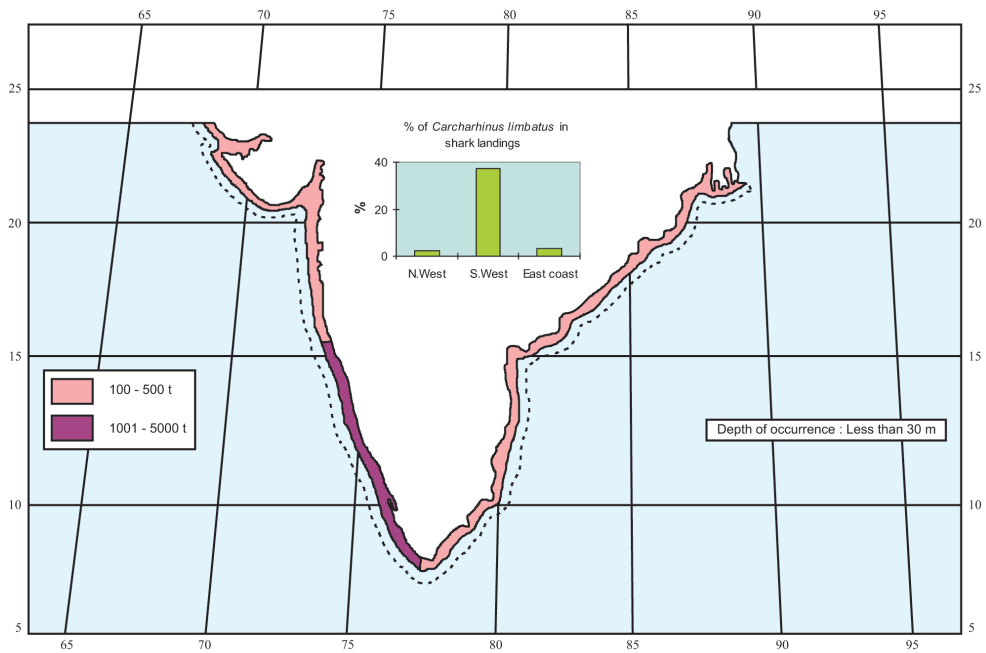 65 70 75 80 85 90 95
25 25
% of Carcharhinus limbatus in
shark landings
40
20
0
%
N.West S.West East coast
20 20
15 15
100 - 500 t
1001 - 5000 t
Depth of occurrence : Less than 30 m
10 10
5 5
65 70 75 80 85 90 95